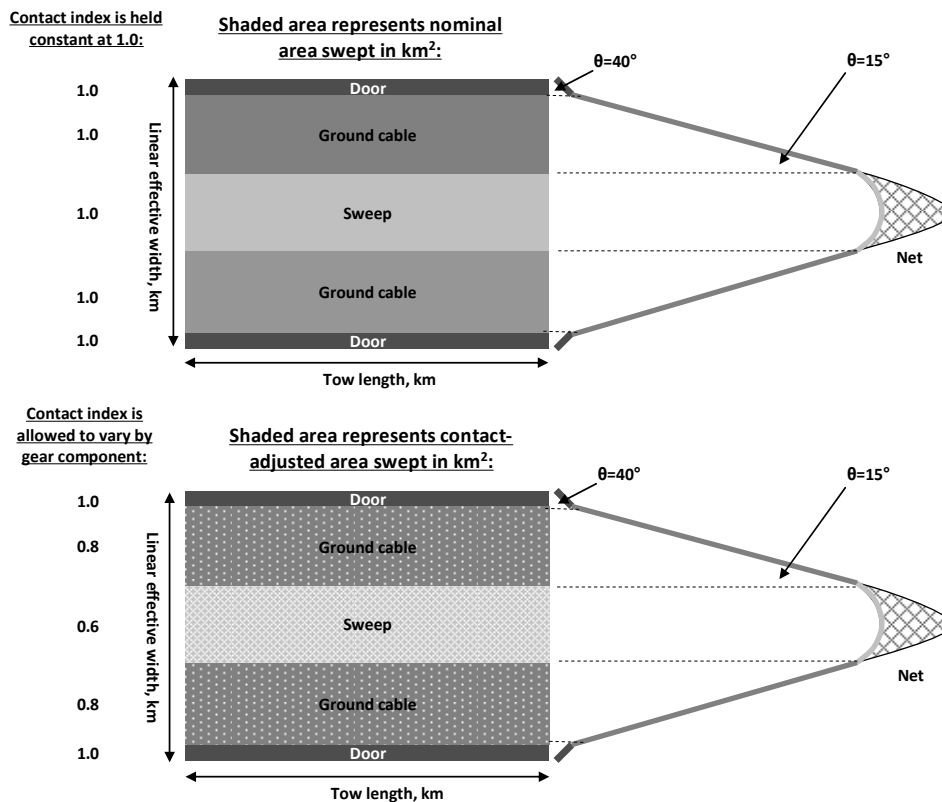 Contact index is held
constant at 1.0:
Shaded area represents nominal
area swept in km²:
θ=40°
θ=15°
1.0
Door
1.0
Ground cable
Linear effective width, km
1.0
Sweep
Net
1.0
Ground cable
1.0
Door
Tow length, km
Contact index is
allowed to vary by
gear component:
Shaded area represents contact-
adjusted area swept in km²:
θ=40°
θ=15°
1.0
Door
0.8
Ground cable
Linear effective width, km
0.6
Sweep
Net
0.8
Ground cable
1.0
Door
Tow length, km